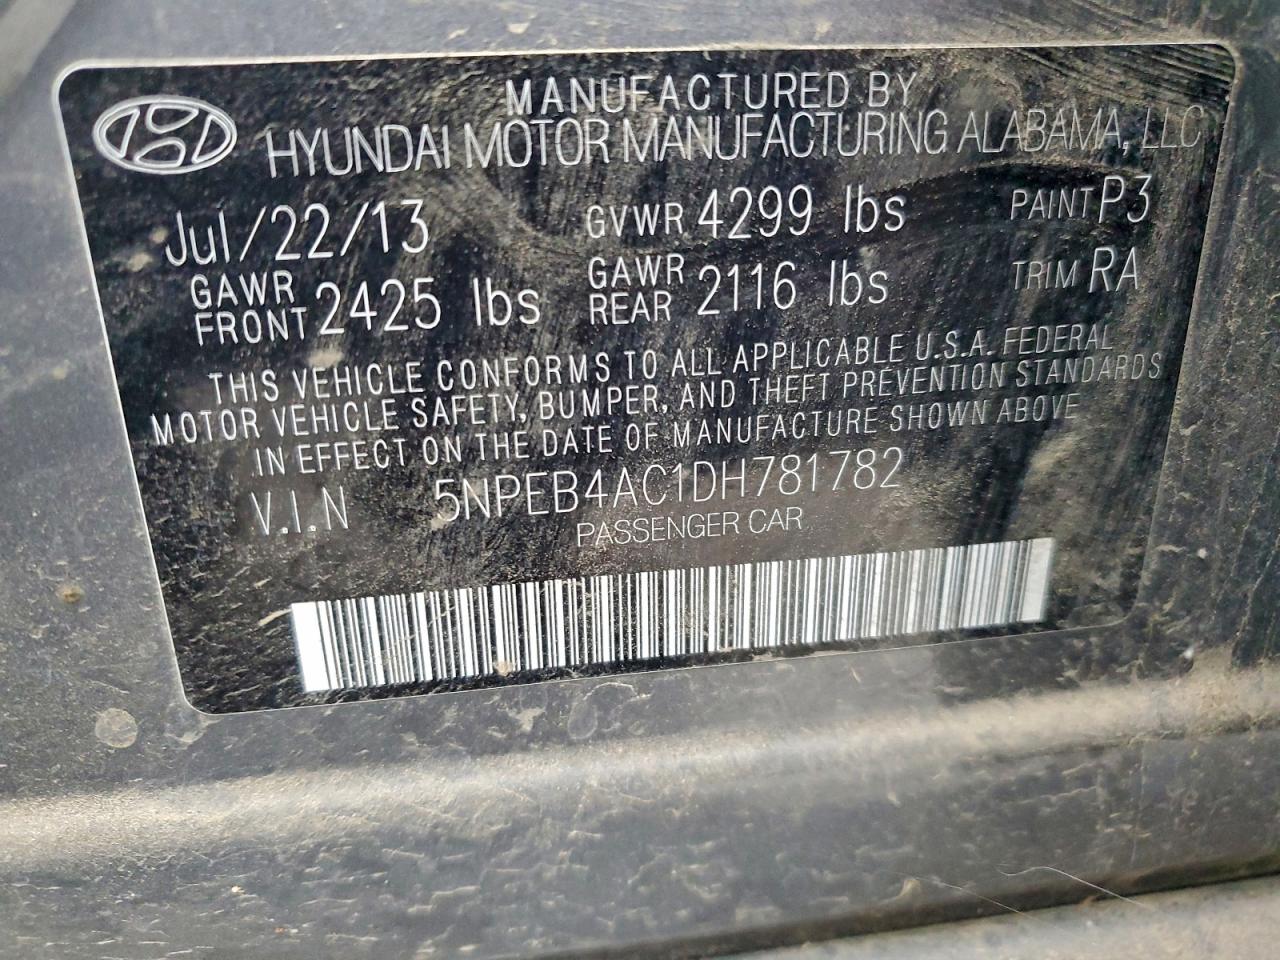 MANUFACTURED BY
HYUNDAI MOTOR MANUFACTURING ALABAMA, LLC
Jul/22/13 GVWR 4299 lbs PAINT P3
GAWR FRONT 2425 lbs GAWR REAR 2116 lbs TRIM RA
THIS VEHICLE CONFORMS TO ALL APPLICABLE U.S.A. FEDERAL
MOTOR VEHICLE SAFETY, BUMPER, AND THEFT PREVENTION STANDARDS
IN EFFECT ON THE DATE OF MANUFACTURE SHOWN ABOVE
V.I.N 5NPEB4AC1DH781782
PASSENGER CAR